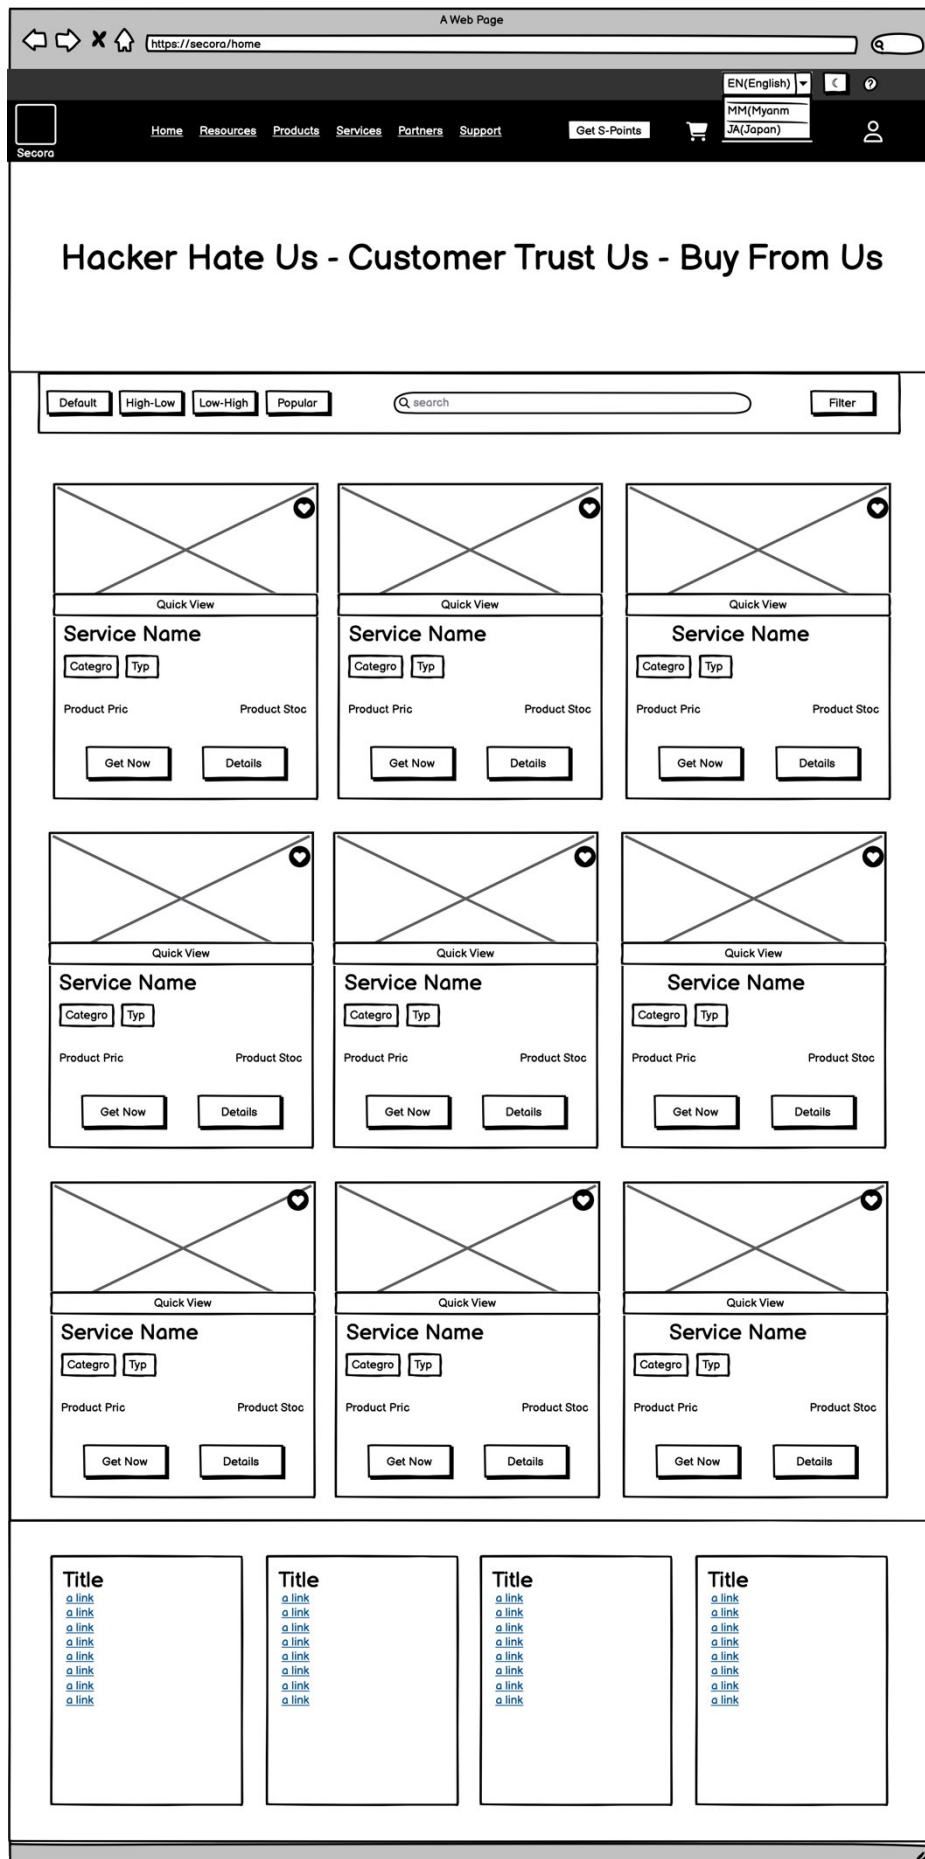 A Web Page
https://secora/home
EN(English)
MM(Myanm
JA(Japan)
Secora
Home Resources Products Services Partners Support Get S-Points
Hacker Hate Us - Customer Trust Us - Buy From Us
Default High-Low Low-High Popular search Filter
Quick View Quick View Quick View
Service Name Service Name Service Name
Categro Typ Categro Typ Categro Typ
Product Pric Product Stoc Product Pric Product Stoc Product Pric Product Stoc
Get Now Details Get Now Details Get Now Details
Quick View Quick View Quick View
Service Name Service Name Service Name
Categro Typ Categro Typ Categro Typ
Product Pric Product Stoc Product Pric Product Stoc Product Pric Product Stoc
Get Now Details Get Now Details Get Now Details
Quick View Quick View Quick View
Service Name Service Name Service Name
Categro Typ Categro Typ Categro Typ
Product Pric Product Stoc Product Pric Product Stoc Product Pric Product Stoc
Get Now Details Get Now Details Get Now Details
Title Title Title Title
a link a link a link a link
a link a link a link a link
a link a link a link a link
a link a link a link a link
a link a link a link a link
a link a link a link a link
a link a link a link a link
a link a link a link a link